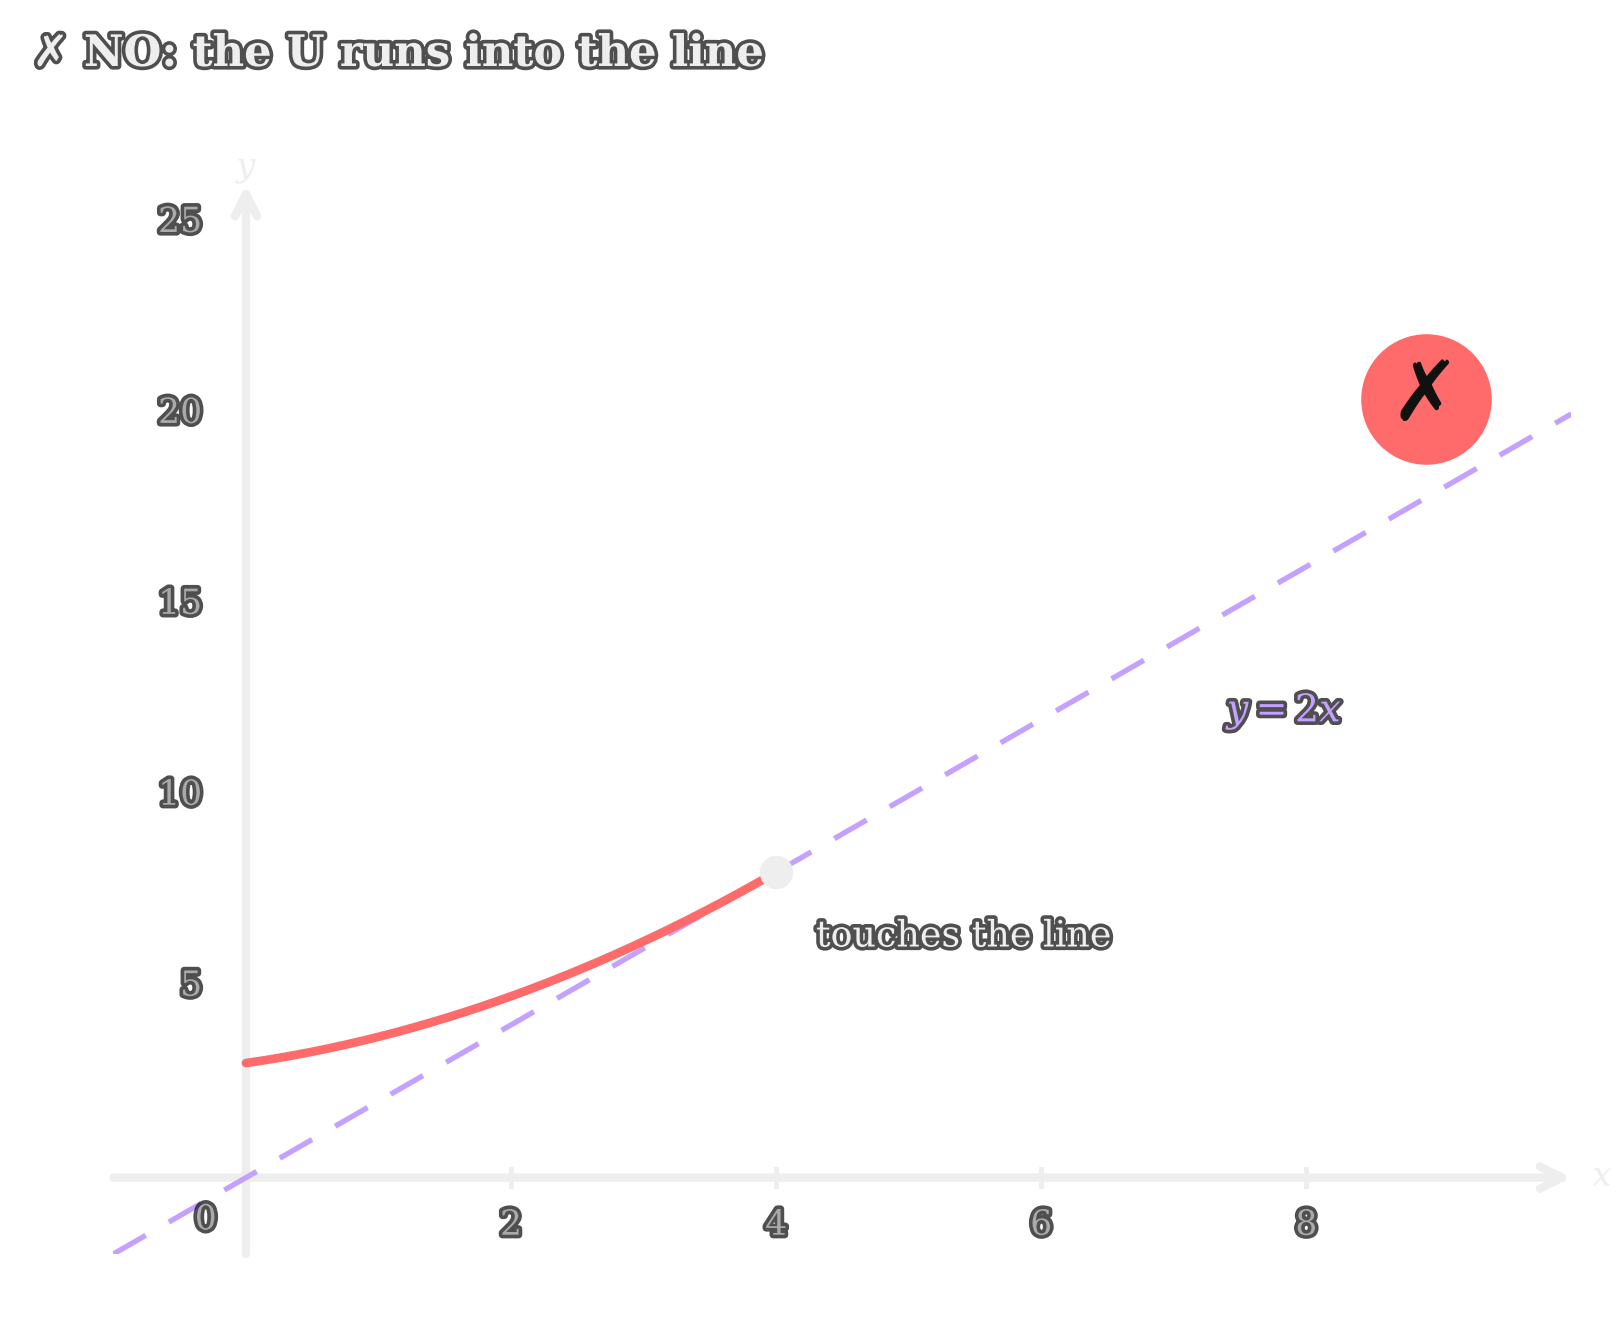 ✗ NO: the U runs into the line
y
25
20
✗
15
y = 2x
10
touches the line
5
x
0 2 4 6 8